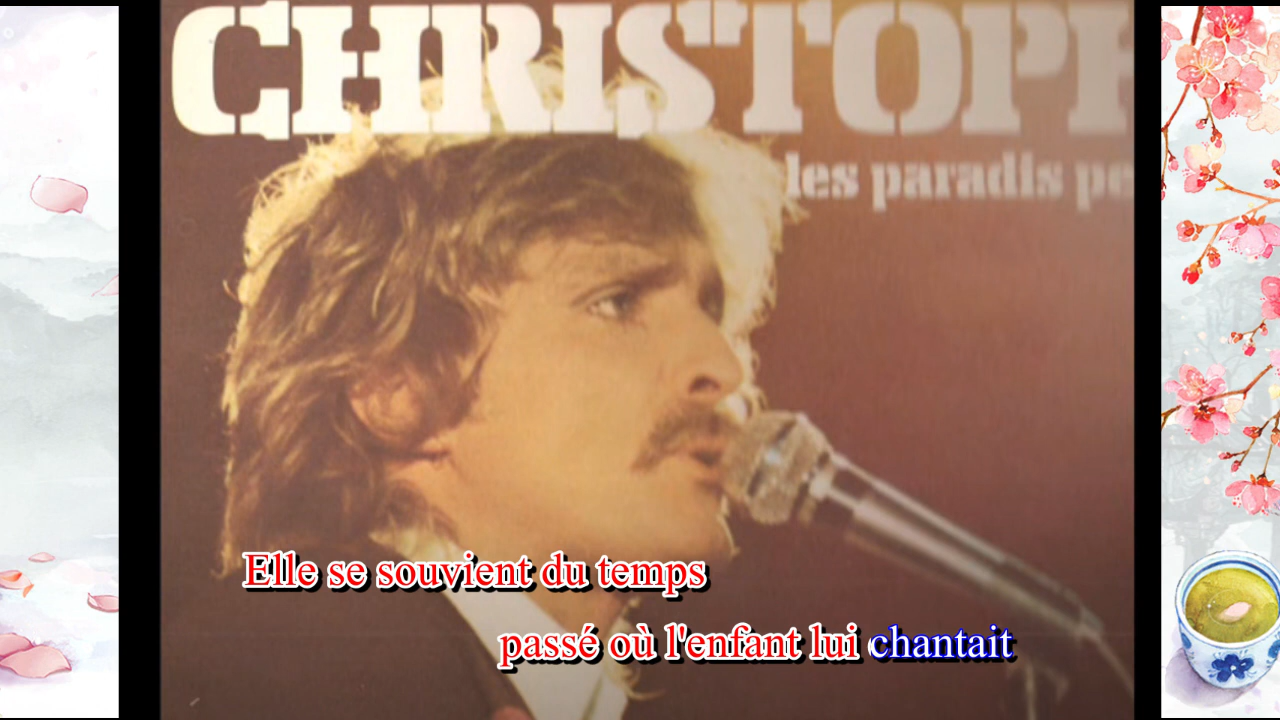 CHRISTOPH
les paradis pe
Elle se souvient du temps
passé où l'enfant lui chantait